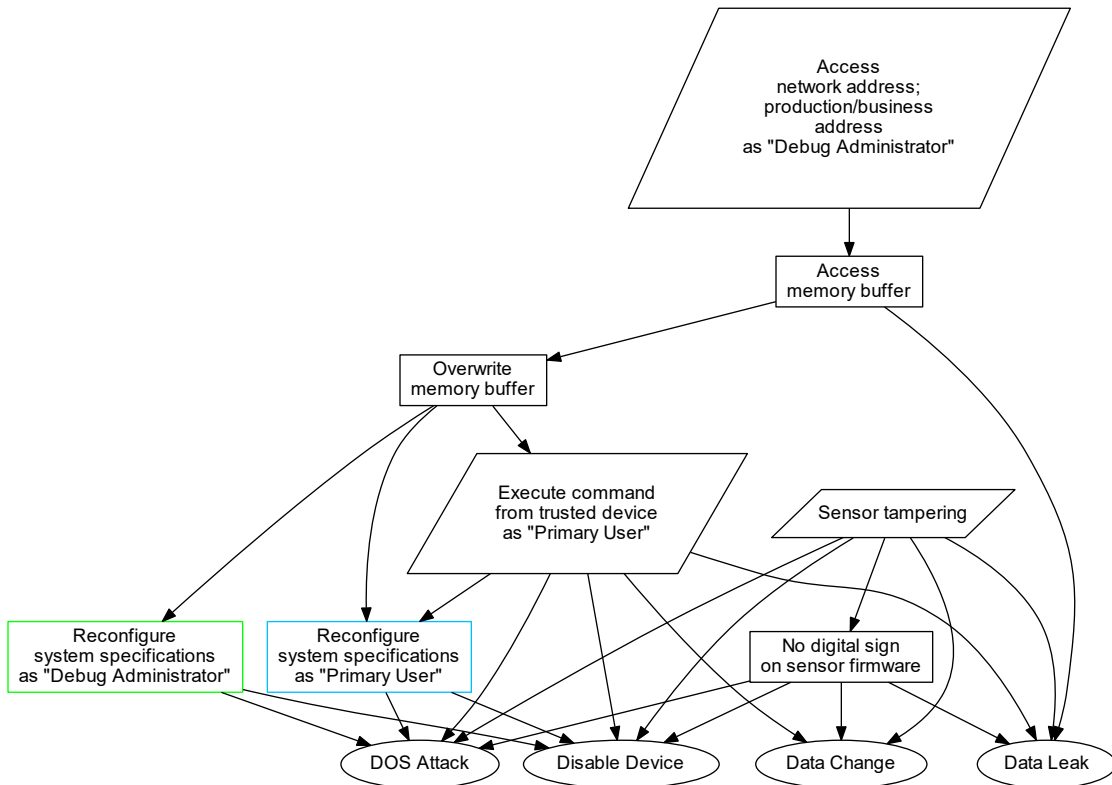 Access
network address;
production/business
address
as "Debug Administrator"
Access
memory buffer
Overwrite
memory buffer
Execute command
from trusted device
as "Primary User"
Sensor tampering
Reconfigure
system specifications
as "Debug Administrator"
Reconfigure
system specifications
as "Primary User"
No digital sign
on sensor firmware
DOS Attack
Disable Device
Data Change
Data Leak